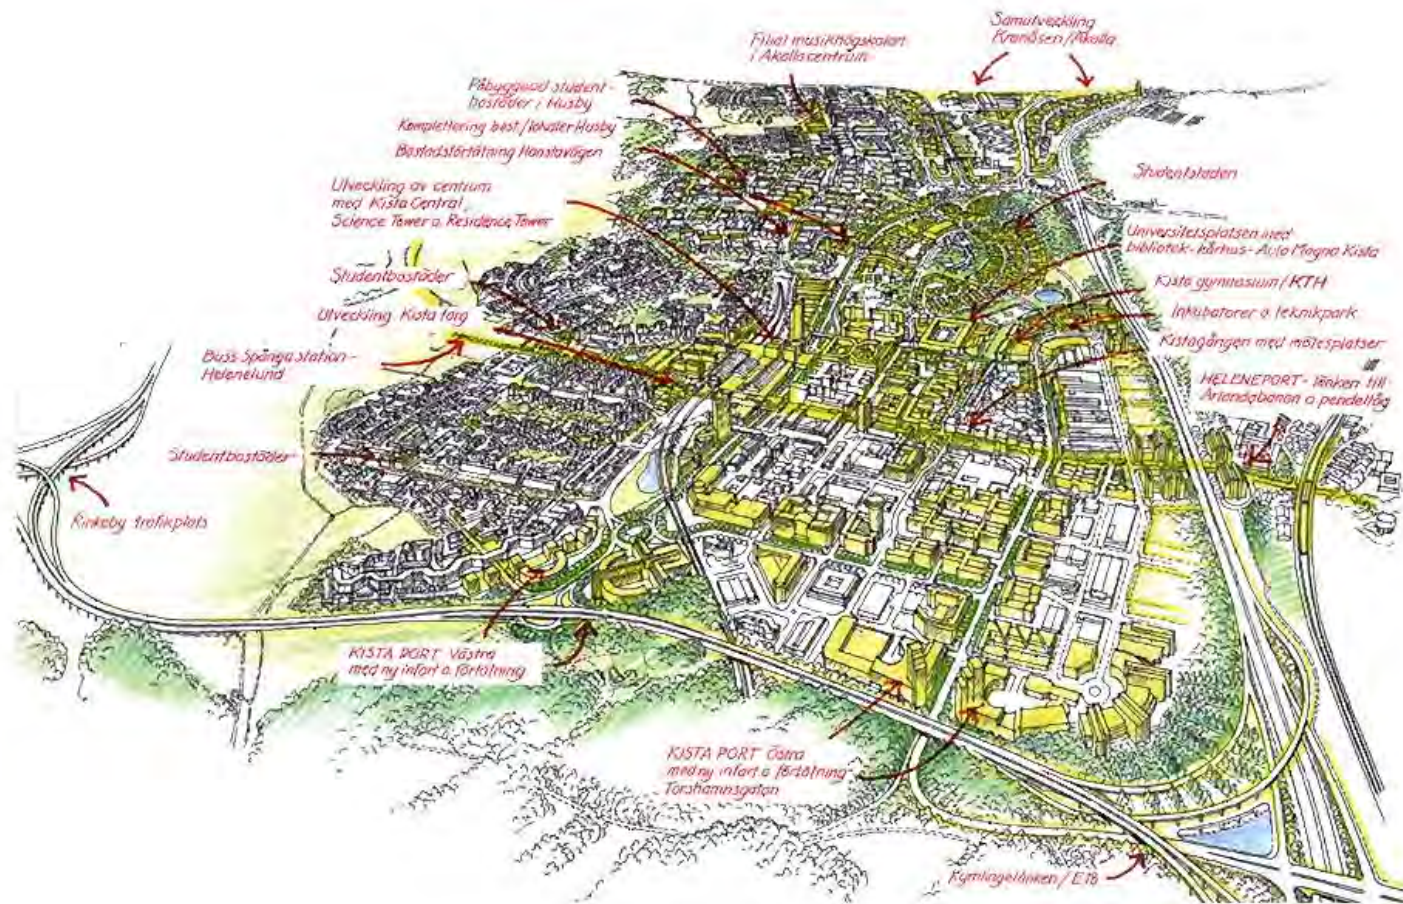 Samutveckling
Kronåsen/Akalla
Filial musikhögskolan
i Akallacentrum
Påbyggnad student-
bostäder i Husby
Komplettering bost/lokaler Husby
Bostadsförtätning Hanstavägen
Utveckling av centrum
med Kista Central,
Science Tower o. Residence Tower
Studentstaden
Universitetsplatsen med
bibliotek-kårhus-Aula Magna Kista
Studentbostäder
Kista gymnasium/KTH
Utveckling Kista torg
Inkubatorer o teknikpark
Kistagången med mötesplatser
Buss Spånga station-
Helenelund
HELENEPORT-länken till
Arlandabanan o pendeltåg
Studentbostäder
Rinkeby trafikplats
KISTA PORT Västra
med ny infart o förtätning
KISTA PORT Östra
med ny infart o förtätning
Torshamnsgatan
Kymlingelänken/E18